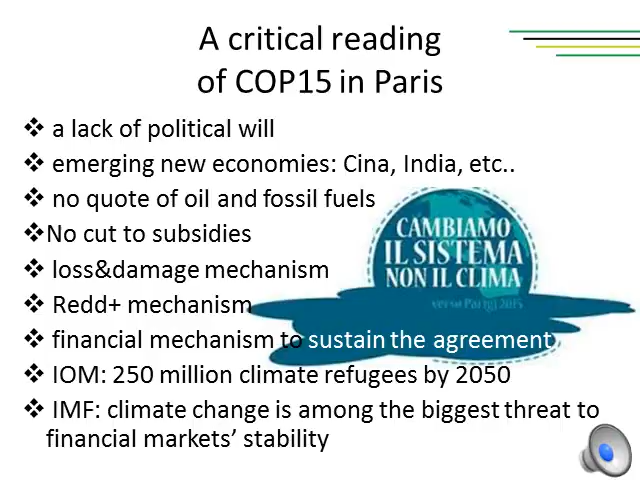 A critical reading
of COP15 in Paris
❖ a lack of political will
❖ emerging new economies: Cina, India, etc..
❖ no quote of oil and fossil fuels
❖No cut to subsidies
❖ loss&damage mechanism
❖ Redd+ mechanism
❖ financial mechanism to sustain the agreement
❖ IOM: 250 million climate refugees by 2050
❖ IMF: climate change is among the biggest threat to
financial markets’ stability
CAMBIAMO
IL SISTEMA
NON IL CLIMA
verso Parigi 2015